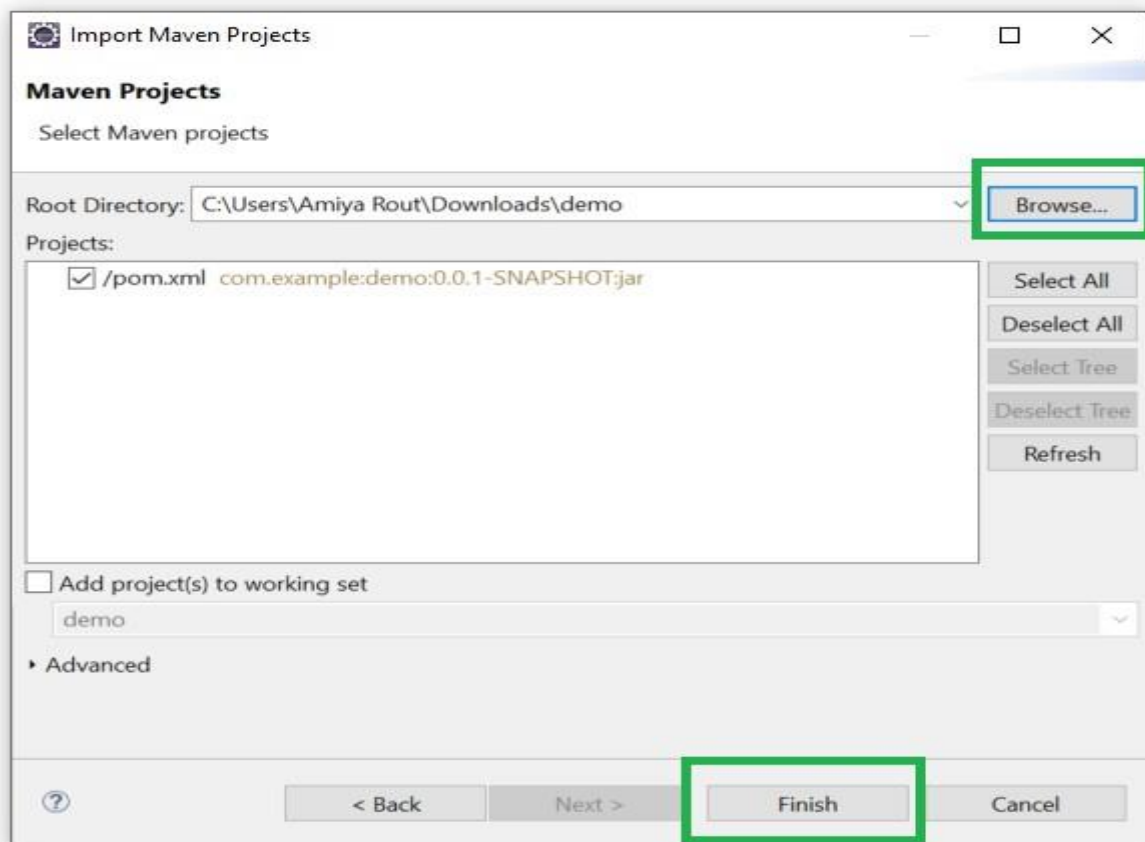 Import Maven Projects
Maven Projects
Select Maven projects
Root Directory: C:\Users\Amiya Rout\Downloads\demo Browse...
Projects:
/pom.xml com.example:demo:0.0.1-SNAPSHOT:jar
Select All
Deselect All
Select Tree
Deselect Tree
Refresh
Add project(s) to working set
demo
Advanced
? < Back Next > Finish Cancel